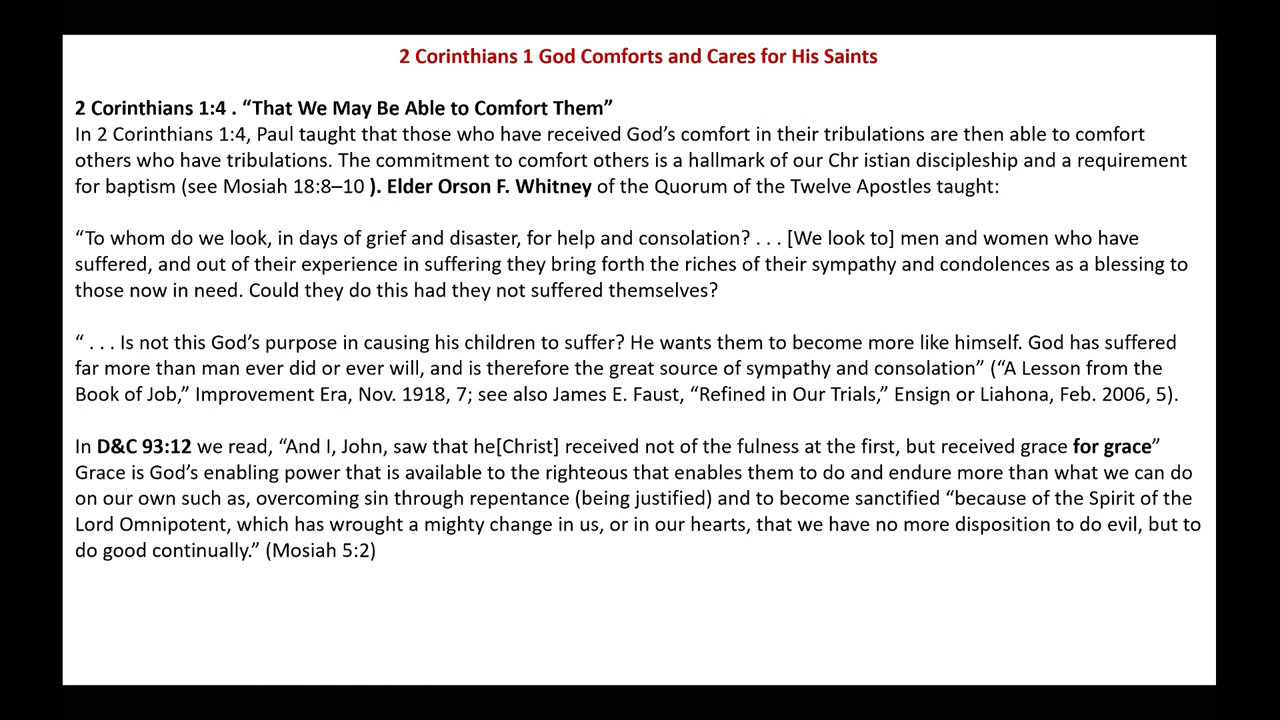 2 Corinthians 1 God Comforts and Cares for His Saints
2 Corinthians 1:4 . “That We May Be Able to Comfort Them”
In 2 Corinthians 1:4, Paul taught that those who have received God’s comfort in their tribulations are then able to comfort
others who have tribulations. The commitment to comfort others is a hallmark of our Chr istian discipleship and a requirement
for baptism (see Mosiah 18:8–10 ). Elder Orson F. Whitney of the Quorum of the Twelve Apostles taught:
“To whom do we look, in days of grief and disaster, for help and consolation? . . . [We look to] men and women who have
suffered, and out of their experience in suffering they bring forth the riches of their sympathy and condolences as a blessing to
those now in need. Could they do this had they not suffered themselves?
“ . . . Is not this God’s purpose in causing his children to suffer? He wants them to become more like himself. God has suffered
far more than man ever did or ever will, and is therefore the great source of sympathy and consolation” (“A Lesson from the
Book of Job,” Improvement Era, Nov. 1918, 7; see also James E. Faust, “Refined in Our Trials,” Ensign or Liahona, Feb. 2006, 5).
In D&C 93:12 we read, “And I, John, saw that he[Christ] received not of the fulness at the first, but received grace for grace”
Grace is God’s enabling power that is available to the righteous that enables them to do and endure more than what we can do
on our own such as, overcoming sin through repentance (being justified) and to become sanctified “because of the Spirit of the
Lord Omnipotent, which has wrought a mighty change in us, or in our hearts, that we have no more disposition to do evil, but to
do good continually.” (Mosiah 5:2)